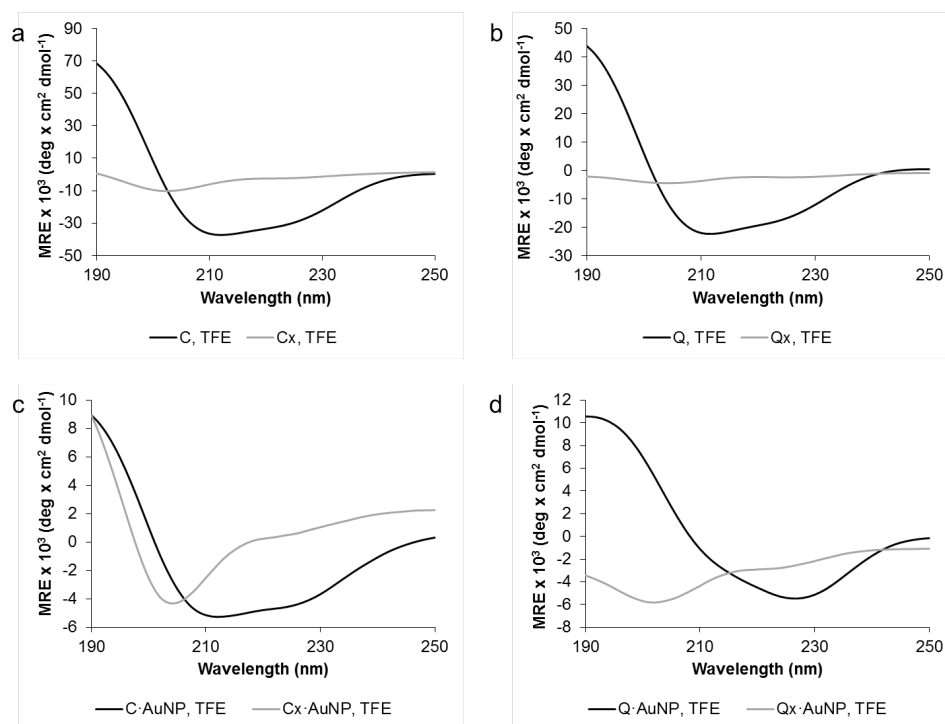 a
MRE x 10³ (deg x cm² dmol⁻¹)
90
70
50
30
10
-10
-30
-50
190 210 230 250
Wavelength (nm)
C, TFE Cx, TFE
b
MRE x 10³ (deg x cm² dmol⁻¹)
50
40
30
20
10
0
-10
-20
-30
190 210 230 250
Wavelength (nm)
Q, TFE Qx, TFE
c
MRE x 10³ (deg x cm² dmol⁻¹)
10
8
6
4
2
0
-2
-4
-6
190 210 230 250
Wavelength (nm)
C·AuNP, TFE Cx·AuNP, TFE
d
MRE x 10³ (deg x cm² dmol⁻¹)
12
10
8
6
4
2
0
-2
-4
-6
-8
190 210 230 250
Wavelength (nm)
Q·AuNP, TFE Qx·AuNP, TFE